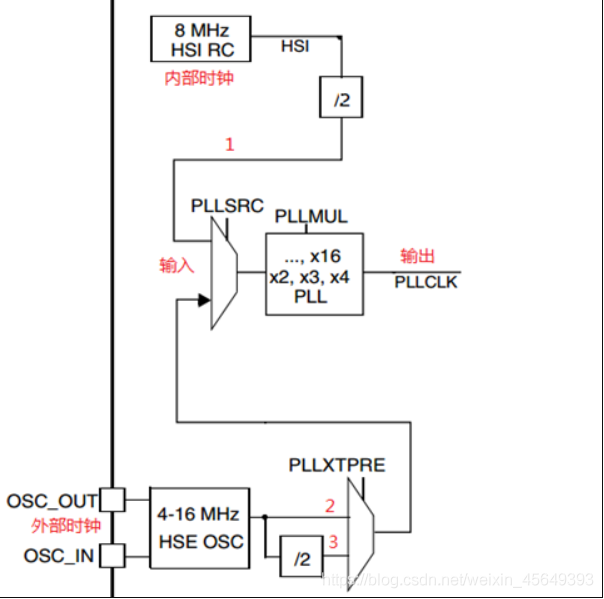 8 MHz
HSI RC
HSI
内部时钟
/2
1
PLLSRC
PLLMUL
输入
..., x16
x2, x3, x4
PLL
输出
PLLCLK
PLLXTPRE
OSC_OUT
外部时钟
OSC_IN
4-16 MHz
HSE OSC
2
3
/2
https://blog.csdn.net/weixin_45649393